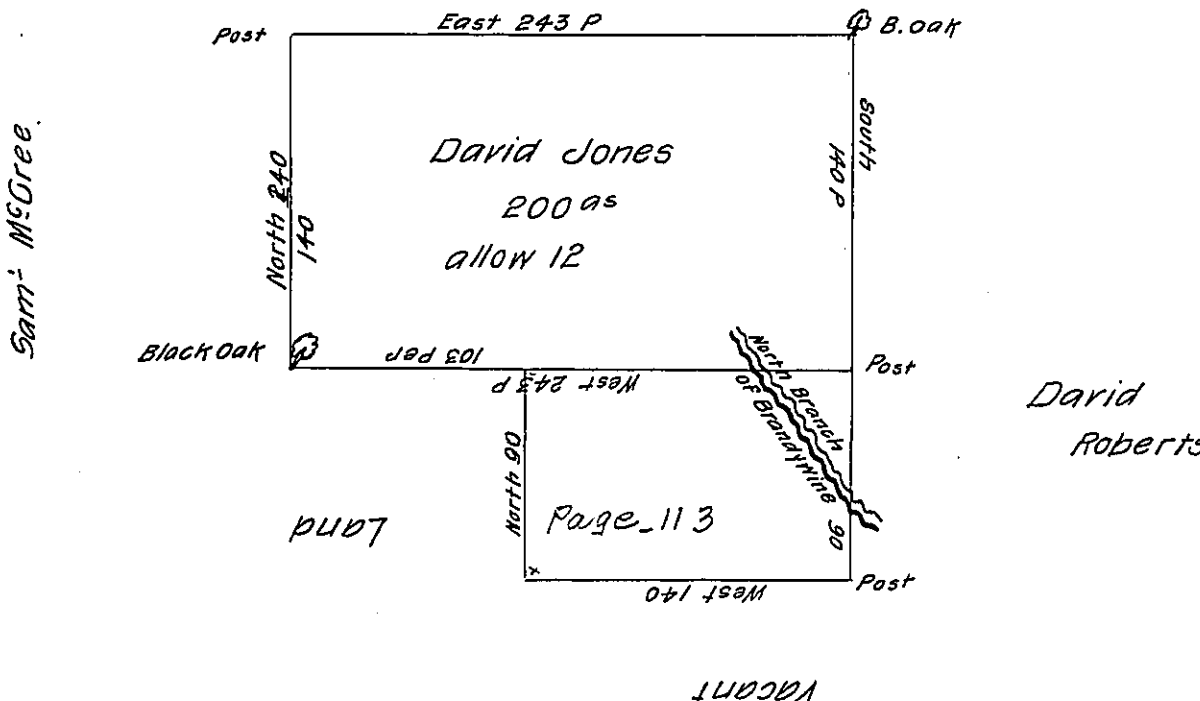 East 243 P
Post
B. Oak
Sam.l McGree.
David Jones
200 as
allow 12
North 240
140
South
140 P
Black Oak
103 Per
West 243 P
Post
North Branch
of Brandywine
David
Roberts
North 90
Page_113
90
Land
West 140
Post
Vacant